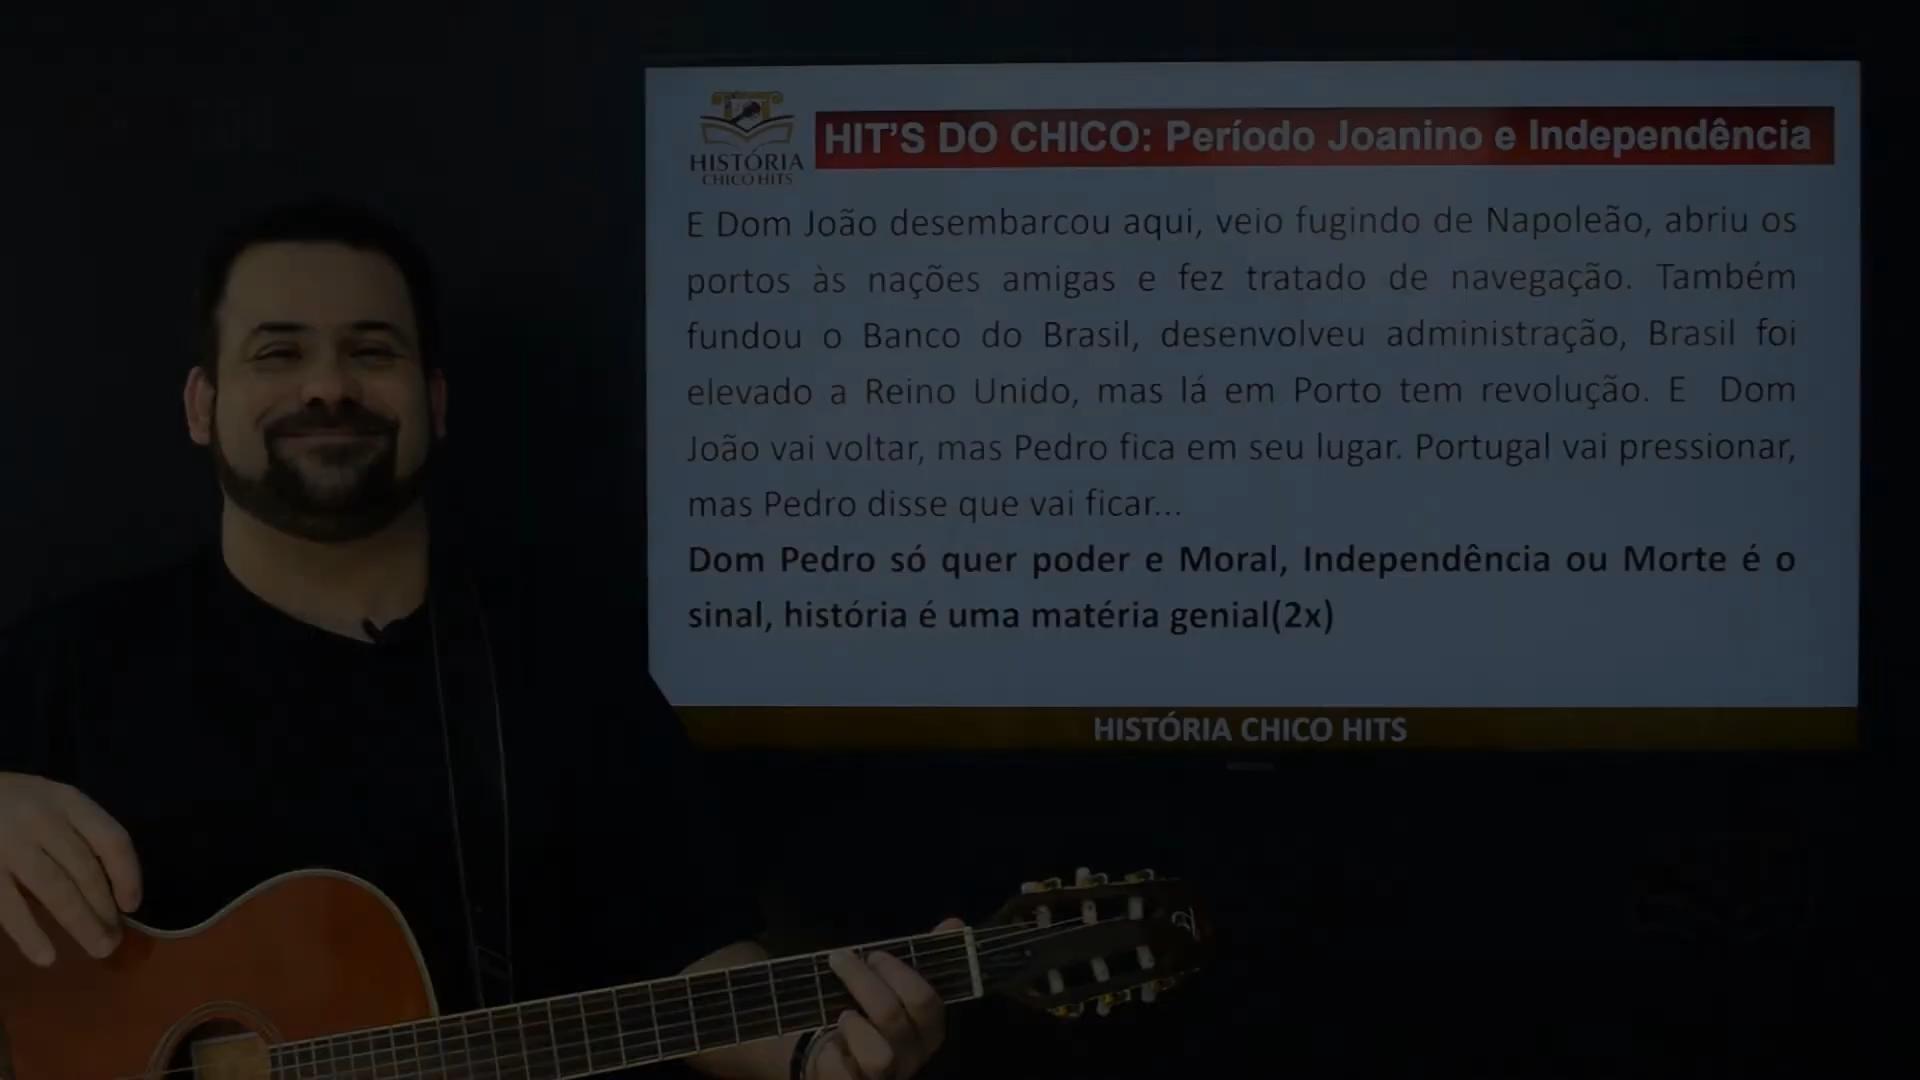 HISTÓRIA
CHICO HITS
HIT'S DO CHICO: Período Joanino e Independência
E Dom João desembarcou aqui, veio fugindo de Napoleão, abriu os
portos às nações amigas e fez tratado de navegação. Também
fundou o Banco do Brasil, desenvolveu administração, Brasil foi
elevado a Reino Unido, mas lá em Porto tem revolução. E Dom
João vai voltar, mas Pedro fica em seu lugar. Portugal vai pressionar,
mas Pedro disse que vai ficar...
Dom Pedro só quer poder e Moral, Independência ou Morte é o
sinal, história é uma matéria genial(2x)
HISTÓRIA CHICO HITS